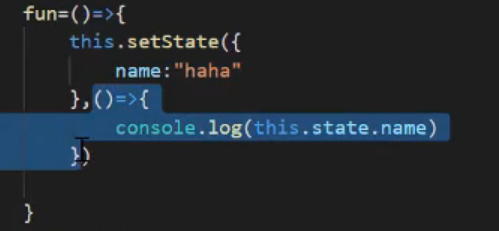 fun=()=>{
    this.setState({
        name:"haha"
    },()=>{
        console.log(this.state.name)
    })
}